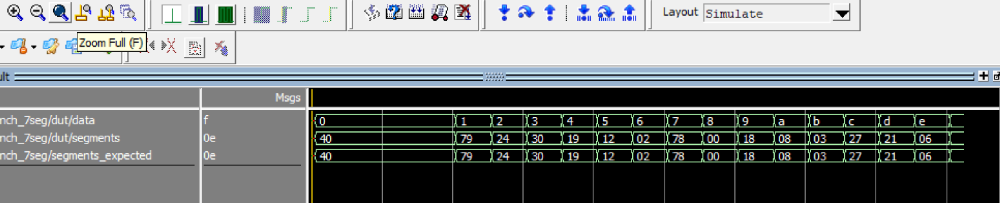 Layout Simulate
Zoom Full (F)
ult
Msgs
nch_7seg/dut/data f 0 1 2 3 4 5 6 7 8 9 a b c d e
nch_7seg/dut/segments 0e 40 79 24 30 19 12 02 78 00 18 08 03 27 21 06
nch_7seg/segments_expected 0e 40 79 24 30 19 12 02 78 00 18 08 03 27 21 06